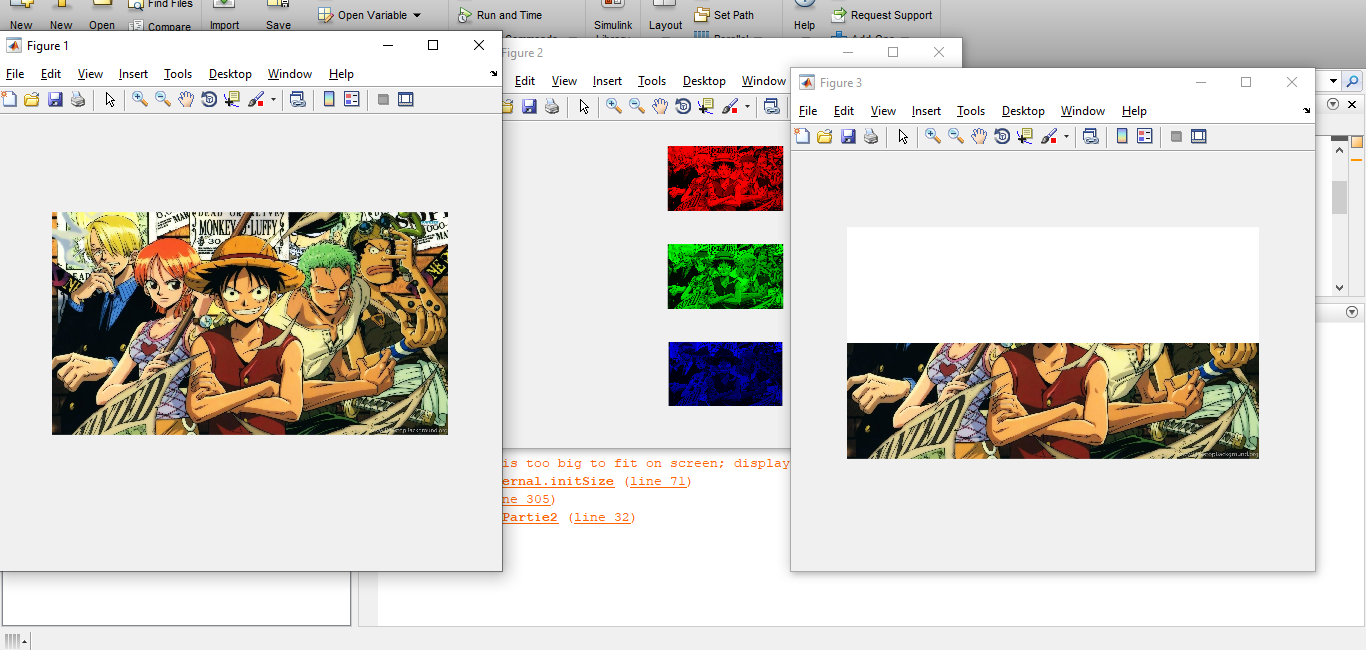 Find Files
New New Open Compare Import Save
Open Variable
Run and Time
Simulink Layout
Set Path
Help
Request Support
Figure 1
File Edit View Insert Tools Desktop Window Help
Figure 2
Edit View Insert Tools Desktop Window
Figure 3
File Edit View Insert Tools Desktop Window Help
DEAD OR ALIVE
MONKEY D LUFFY
is too big to fit on screen; display
ernal.initSize (line 71)
ne 305)
Partie2 (line 32)